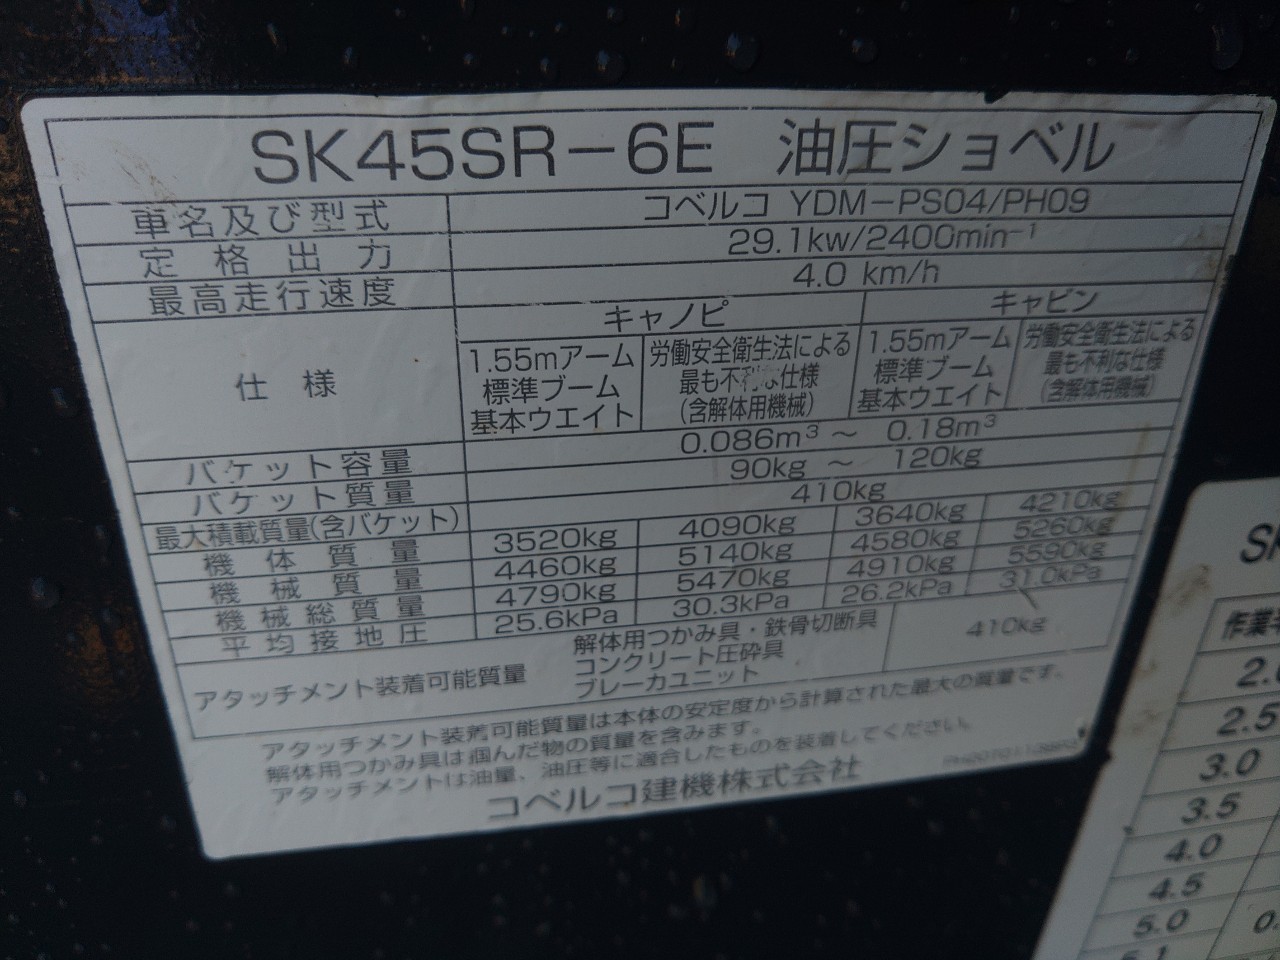 SK45SR-6E 油圧ショベル
車名及び型式 コベルコ YDM-PS04/PH09
定格出力 29.1kw/2400min-1
最高走行速度 4.0 km/h
仕様 キャノピ キャビン
1.55mアーム 労働安全衛生法による 1.55mアーム 労働安全衛生法による
標準ブーム 最も不利な仕様 標準ブーム 最も不利な仕様
基本ウエイト (含解体用機械) 基本ウエイト (含解体用機械)
バケット容量 0.086m³ ~ 0.18m³
バケット質量 90kg ~ 120kg
最大積載質量(含バケット) 410kg
機体質量 3520kg 4090kg 3640kg 4210kg
機械質量 4460kg 5140kg 4580kg 5260kg
機械総質量 4790kg 5470kg 4910kg 5590kg
平均接地圧 25.6kPa 30.3kPa 26.2kPa 31.0kPa
アタッチメント装着可能質量 解体用つかみ具・鉄骨切断具 410kg
コンクリート圧砕具
ブレーカユニット
アタッチメント装着可能質量は本体の安定度から計算された最大の質量です。
解体用つかみ具は掴んだ物の質量を含みます。
アタッチメントは油量、油圧等に適合したものを装着してください。
コベルコ建機株式会社
SK
作業
2.5
3.0
3.5
4.0
4.5
5.0
5.1